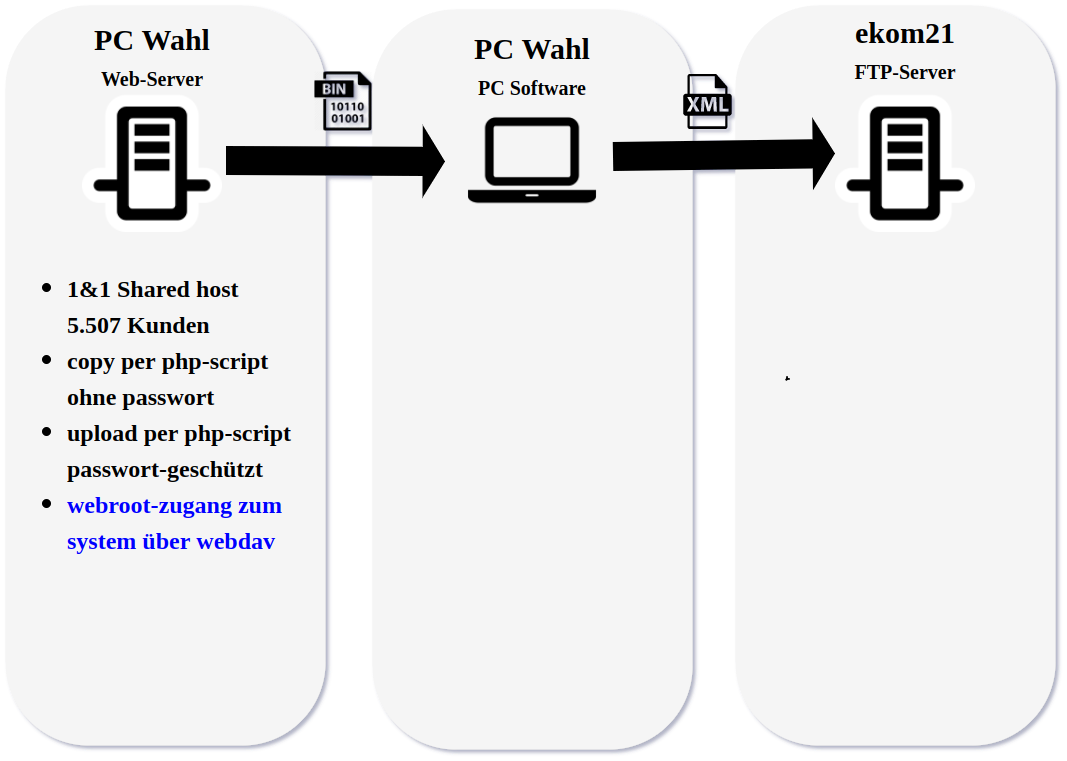 PC Wahl
Web-Server
BIN
10110
01001
PC Wahl
PC Software
XML
ekom21
FTP-Server
1&1 Shared host
5.507 Kunden
copy per php-script
ohne passwort
upload per php-script
passwort-geschützt
webroot-zugang zum
system über webdav